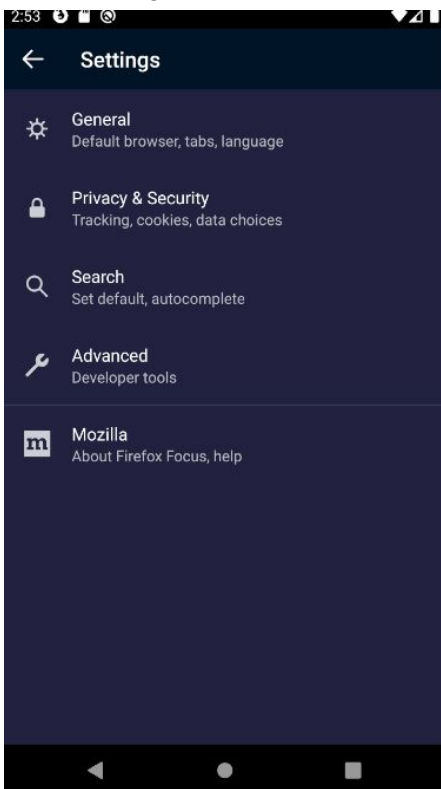 2:53
Settings
General
Default browser, tabs, language
Privacy & Security
Tracking, cookies, data choices
Search
Set default, autocomplete
Advanced
Developer tools
m
Mozilla
About Firefox Focus, help